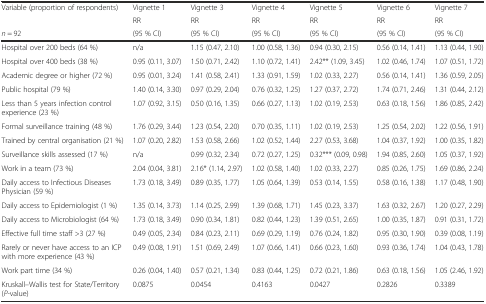 Variable (proportion of respondents) Vignette 1 Vignette 3 Vignette 4 Vignette 5 Vignette 6 Vignette 7
RR RR RR RR RR RR
n = 92 (95 % CI) (95 % CI) (95 % CI) (95 % CI) (95 % CI) (95 % CI)
Hospital over 200 beds (64 %) n/a 1.15 (0.47, 2.10) 1.00 (0.58, 1.36) 0.94 (0.30, 2.15) 0.56 (0.14, 1.41) 1.13 (0.44, 1.90)
Hospital over 400 beds (38 %) 0.95 (0.11, 3.07) 1.50 (0.71, 2.42) 1.10 (0.72, 1.41) 2.42** (1.09, 3.45) 1.02 (0.46, 1.74) 1.07 (0.51, 1.72)
Academic degree or higher (72 %) 0.95 (0.01, 3.24) 1.41 (0.58, 2.41) 1.33 (0.91, 1.59) 1.02 (0.33, 2.27) 0.56 (0.14, 1.41) 1.36 (0.59, 2.05)
Public hospital (79 %) 1.40 (0.14, 3.30) 0.97 (0.29, 2.04) 0.76 (0.32, 1.25) 1.27 (0.37, 2.72) 1.74 (0.71, 2.46) 1.31 (0.44, 2.12)
Less than 5 years infection control 1.07 (0.92, 3.15) 0.50 (0.16, 1.35) 0.66 (0.27, 1.13) 1.02 (0.19, 2.53) 0.63 (0.18, 1.56) 1.86 (0.85, 2.42)
experience (23 %)
Formal surveillance training (48 %) 1.76 (0.29, 3.44) 1.23 (0.54, 2.20) 0.70 (0.35, 1.11) 1.02 (0.19, 2.53) 1.25 (0.54, 2.02) 1.22 (0.56, 1.91)
Trained by central organisation (21 %) 1.07 (0.20, 2.82) 1.53 (0.58, 2.66) 1.02 (0.52, 1.44) 2.27 (0.53, 3.68) 1.04 (0.37, 1.92) 1.00 (0.35, 1.82)
Surveillance skills assessed (17 %) n/a 0.99 (0.32, 2.34) 0.72 (0.27, 1.25) 0.32*** (0.09, 0.98) 1.94 (0.85, 2.60) 1.05 (0.37, 1.92)
Work in a team (73 %) 2.04 (0.04, 3.81) 2.16* (1.14, 2.97) 1.02 (0.58, 1.40) 1.02 (0.33, 2.27) 0.85 (0.26, 1.75) 1.69 (0.86, 2.24)
Daily access to Infectious Diseases 1.73 (0.18, 3.49) 0.89 (0.35, 1.77) 1.05 (0.64, 1.39) 0.53 (0.14, 1.55) 0.58 (0.16, 1.38) 1.17 (0.48, 1.90)
Physician (59 %)
Daily access to Epidemiologist (1 %) 1.35 (0.14, 3.73) 1.14 (0.25, 2.99) 1.39 (0.68, 1.71) 1.45 (0.23, 3.37) 1.63 (0.32, 2.67) 1.20 (0.27, 2.29)
Daily access to Microbiologist (64 %) 1.73 (0.18, 3.49) 0.90 (0.34, 1.81) 0.82 (0.44, 1.23) 1.39 (0.51, 2.65) 1.00 (0.35, 1.87) 0.91 (0.31, 1.72)
Effective full time staff >3 (27 %) 0.49 (0.05, 2.34) 0.84 (0.23, 2.11) 0.69 (0.29, 1.19) 0.76 (0.24, 1.82) 0.95 (0.30, 1.90) 0.39 (0.08, 1.19)
Rarely or never have access to an ICP 0.49 (0.08, 1.91) 1.51 (0.69, 2.49) 1.07 (0.66, 1.41) 0.66 (0.23, 1.60) 0.93 (0.36, 1.74) 1.04 (0.43, 1.78)
with more experience (43 %)
Work part time (34 %) 0.26 (0.04, 1.40) 0.57 (0.21, 1.34) 0.83 (0.44, 1.25) 0.72 (0.21, 1.86) 0.63 (0.18, 1.56) 1.05 (2.46, 1.92)
Kruskall–Wallis test for State/Territory 0.0875 0.0454 0.4163 0.0427 0.2826 0.3389
(P-value)